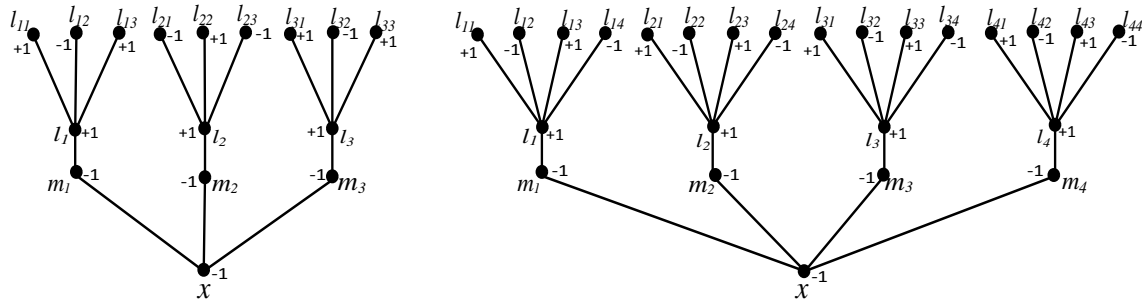 l₁₁ l₁₂ l₁₃ l₂₁ l₂₂ l₂₃ l₃₁ l₃₂ l₃₃ l₁₁ l₁₂ l₁₃ l₁₄ l₂₁ l₂₂ l₂₃ l₂₄ l₃₁ l₃₂ l₃₃ l₃₄ l₄₁ l₄₂ l₄₃ l₄₄
+1 -1 +1 -1 +1 -1 +1 -1 +1 +1 -1 +1 -1 +1 -1 +1 -1 +1 -1 +1 -1 +1 -1 +1 -1
l₁ +1 +1 l₂ +1 l₃ l₁ +1 l₂ +1 l₃ +1 l₄ +1
m₁ -1 -1 m₂ -1 m₃ m₁ -1 m₂ -1 -1 m₃ -1 m₄
-1 -1
x x